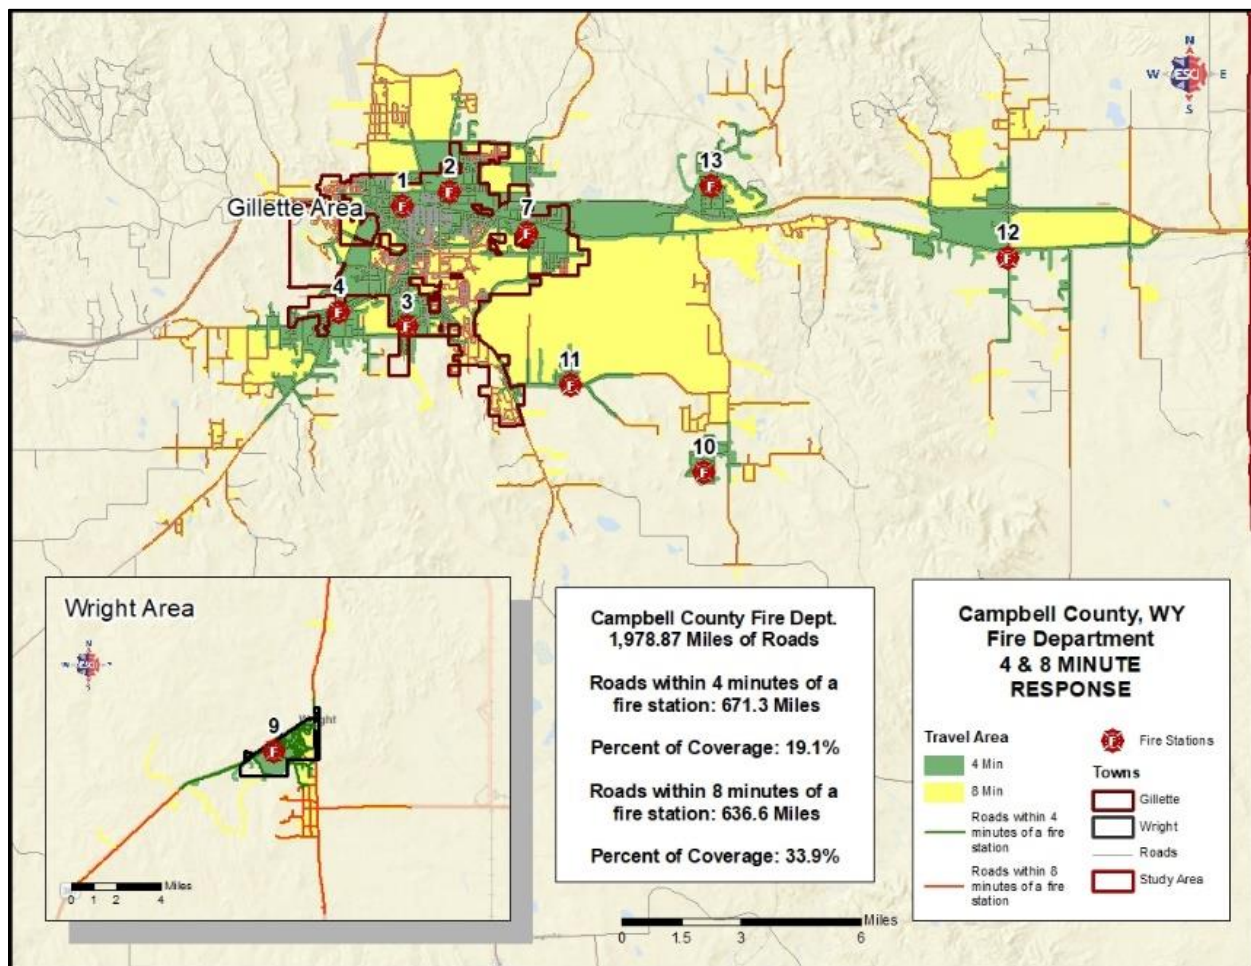 N
W ESCI E
S
13
2
1
Gillette Area
7
12
4
3
11
10
Wright Area
N
S
9
Wright
Miles
0 1 2 4
Campbell County Fire Dept.
1,978.87 Miles of Roads
Roads within 4 minutes of a
fire station: 671.3 Miles
Percent of Coverage: 19.1%
Roads within 8 minutes of a
fire station: 636.6 Miles
Percent of Coverage: 33.9%
Miles
0 1.5 3 6
Campbell County, WY
Fire Department
4 & 8 MINUTE
RESPONSE
Travel Area
4 Min
8 Min
Roads within 4
minutes of a fire
station
Roads within 8
minutes of a fire
station
F Fire Stations
Towns
Gillette
Wright
Roads
Study Area